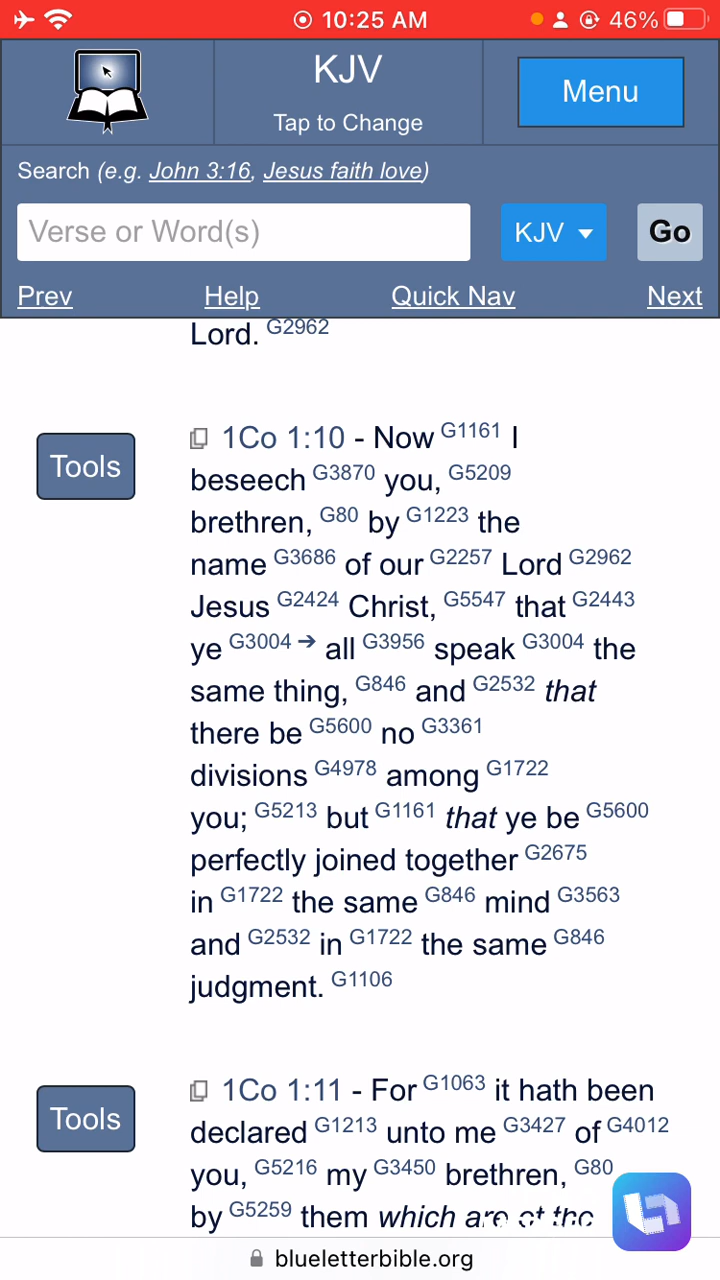 10:25 AM 46%
KJV
Tap to Change
Menu
Search (e.g. John 3:16, Jesus faith love)
Verse or Word(s) KJV Go
Prev Help Quick Nav Next
Lord. G2962
Tools
1Co 1:10 - Now G1161 I
beseech G3870 you, G5209
brethren, G80 by G1223 the
name G3686 of our G2257 Lord G2962
Jesus G2424 Christ, G5547 that G2443
ye G3004 ➔ all G3956 speak G3004 the
same thing, G846 and G2532 that
there be G5600 no G3361
divisions G4978 among G1722
you; G5213 but G1161 that ye be G5600
perfectly joined together G2675
in G1722 the same G846 mind G3563
and G2532 in G1722 the same G846
judgment. G1106
Tools
1Co 1:11 - For G1063 it hath been
declared G1213 unto me G3427 of G4012
you, G5216 my G3450 brethren, G80
by G5259 them which are of the
blueletterbible.org